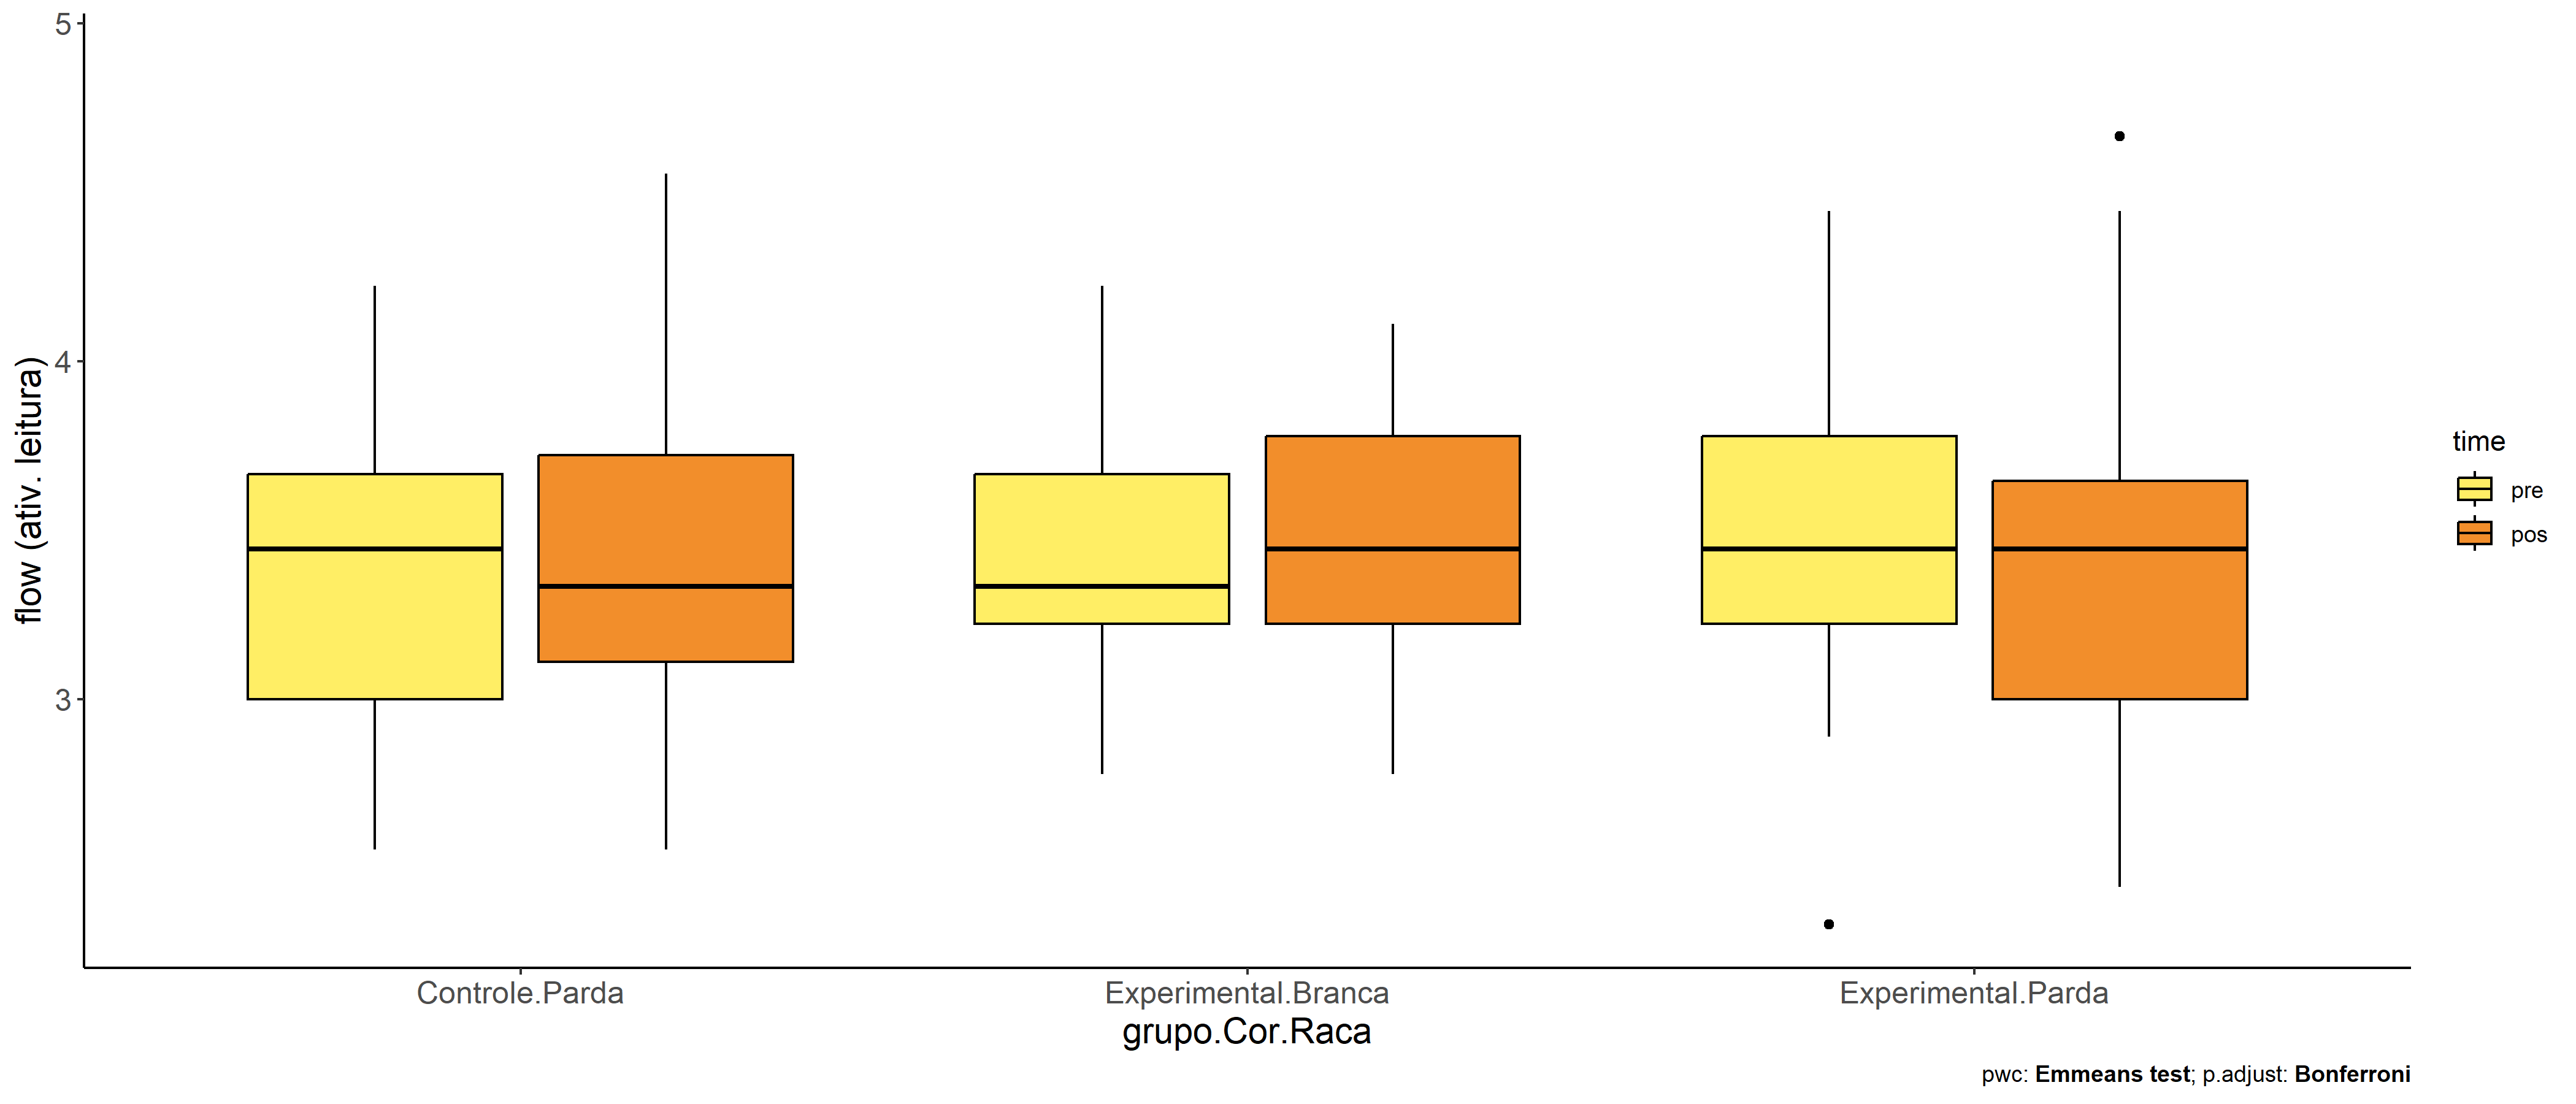 5
4
3
flow (ativ. leitura)
Controle.Parda
Experimental.Branca
Experimental.Parda
grupo.Cor.Raca
time
pre
pos
pwc: Emmeans test; p.adjust: Bonferroni